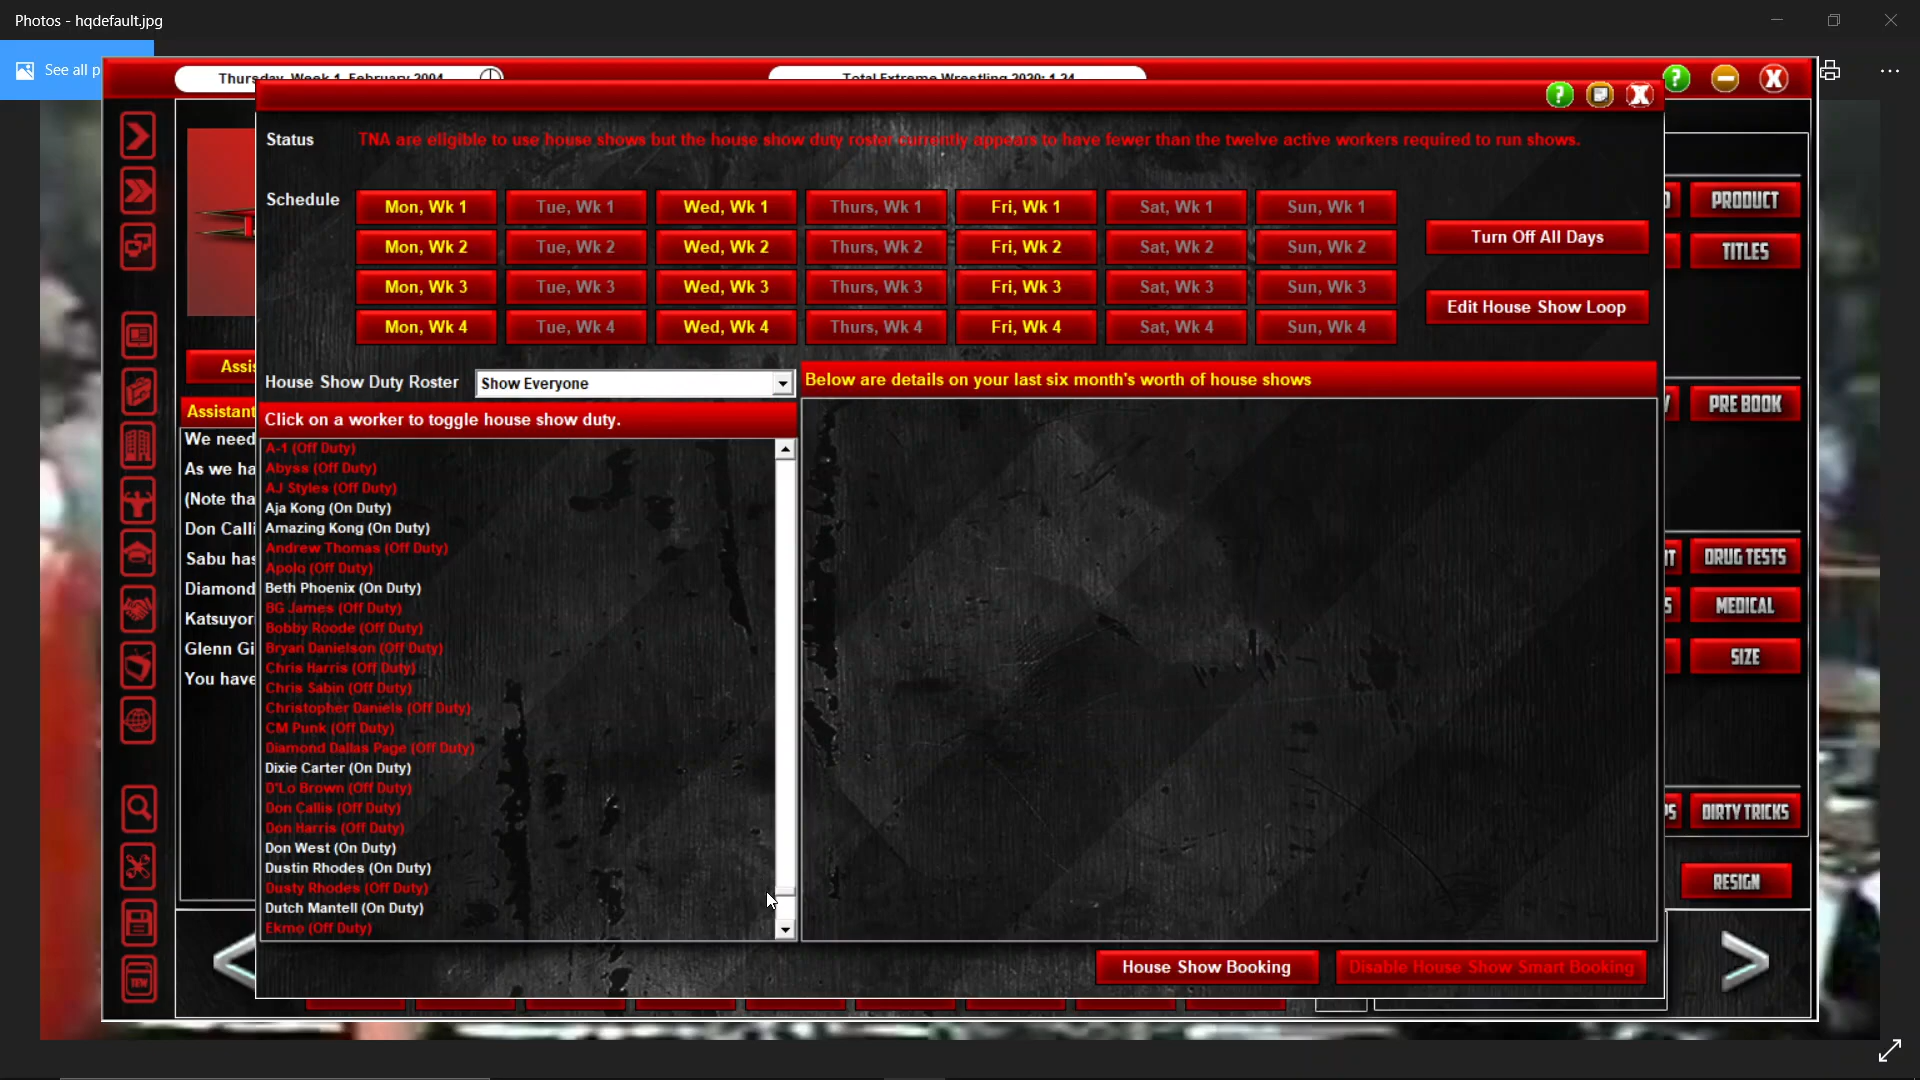 Photos - hqdefault.jpg
See all p
Thursday, Week 1, February 2004
Total Extreme Wrestling 2020: 1.24
Status
TNA are eligible to use house shows but the house show duty roster currently appears to have fewer than the twelve active workers required to run shows.
Schedule
Mon, Wk 1 Tue, Wk 1 Wed, Wk 1 Thurs, Wk 1 Fri, Wk 1 Sat, Wk 1 Sun, Wk 1
Mon, Wk 2 Tue, Wk 2 Wed, Wk 2 Thurs, Wk 2 Fri, Wk 2 Sat, Wk 2 Sun, Wk 2
Mon, Wk 3 Tue, Wk 3 Wed, Wk 3 Thurs, Wk 3 Fri, Wk 3 Sat, Wk 3 Sun, Wk 3
Mon, Wk 4 Tue, Wk 4 Wed, Wk 4 Thurs, Wk 4 Fri, Wk 4 Sat, Wk 4 Sun, Wk 4
Turn Off All Days
Edit House Show Loop
House Show Duty Roster
Show Everyone
Below are details on your last six month's worth of house shows
Click on a worker to toggle house show duty.
A-1 (Off Duty)
Abyss (Off Duty)
AJ Styles (Off Duty)
Aja Kong (On Duty)
Amazing Kong (On Duty)
Andrew Thomas (Off Duty)
Apolo (Off Duty)
Beth Phoenix (On Duty)
BG James (Off Duty)
Bobby Roode (Off Duty)
Bryan Danielson (Off Duty)
Chris Harris (Off Duty)
Chris Sabin (Off Duty)
Christopher Daniels (Off Duty)
CM Punk (Off Duty)
Diamond Dallas Page (Off Duty)
Dixie Carter (On Duty)
D'Lo Brown (Off Duty)
Don Callis (Off Duty)
Don Harris (Off Duty)
Don West (On Duty)
Dustin Rhodes (On Duty)
Dusty Rhodes (Off Duty)
Dutch Mantell (On Duty)
Ekmo (Off Duty)
House Show Booking
Disable House Show Smart Booking
Assi
Assistant
We need
As we ha
(Note tha
Don Calli
Sabu has
Diamond
Katsuyor
Glenn Gi
You have
PRODUCT
TITLES
PRE BOOK
DRUG TESTS
MEDICAL
SIZE
DIRTY TRICKS
RESIGN
TEW